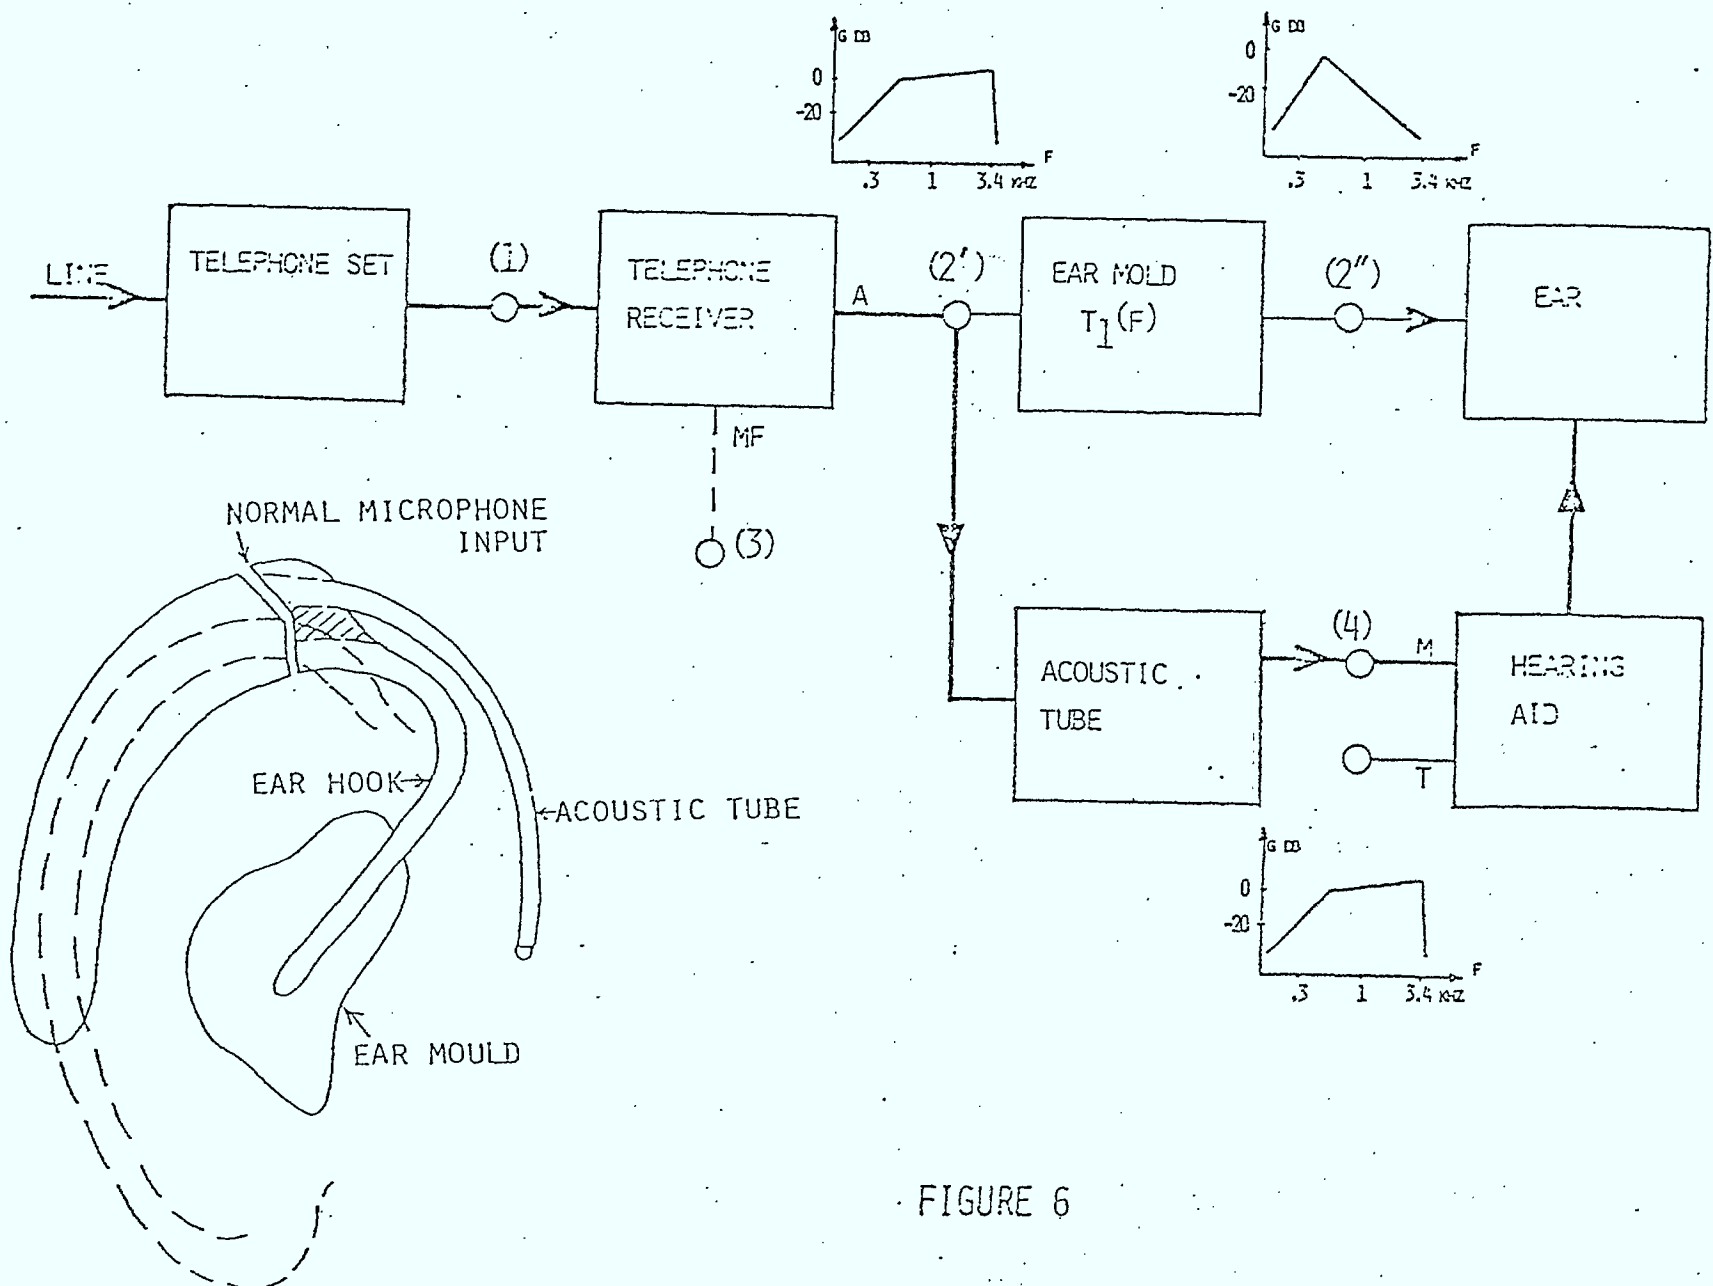 G DB
0
-20
.3 1 3.4 KHZ
F
G DB
0
-20
.3 1 3.4 KHZ
F
LINE
TELEPHONE SET
(1)
TELEPHONE
RECEIVER
A
(2')
EAR MOLD
T1(F)
(2")
EAR
MF
(3)
NORMAL MICROPHONE
INPUT
EAR HOOK
ACOUSTIC TUBE
EAR MOULD
ACOUSTIC
TUBE
(4)
M
T
HEARING
AID
G DB
0
-20
.3 1 3.4 KHZ
F
FIGURE 6